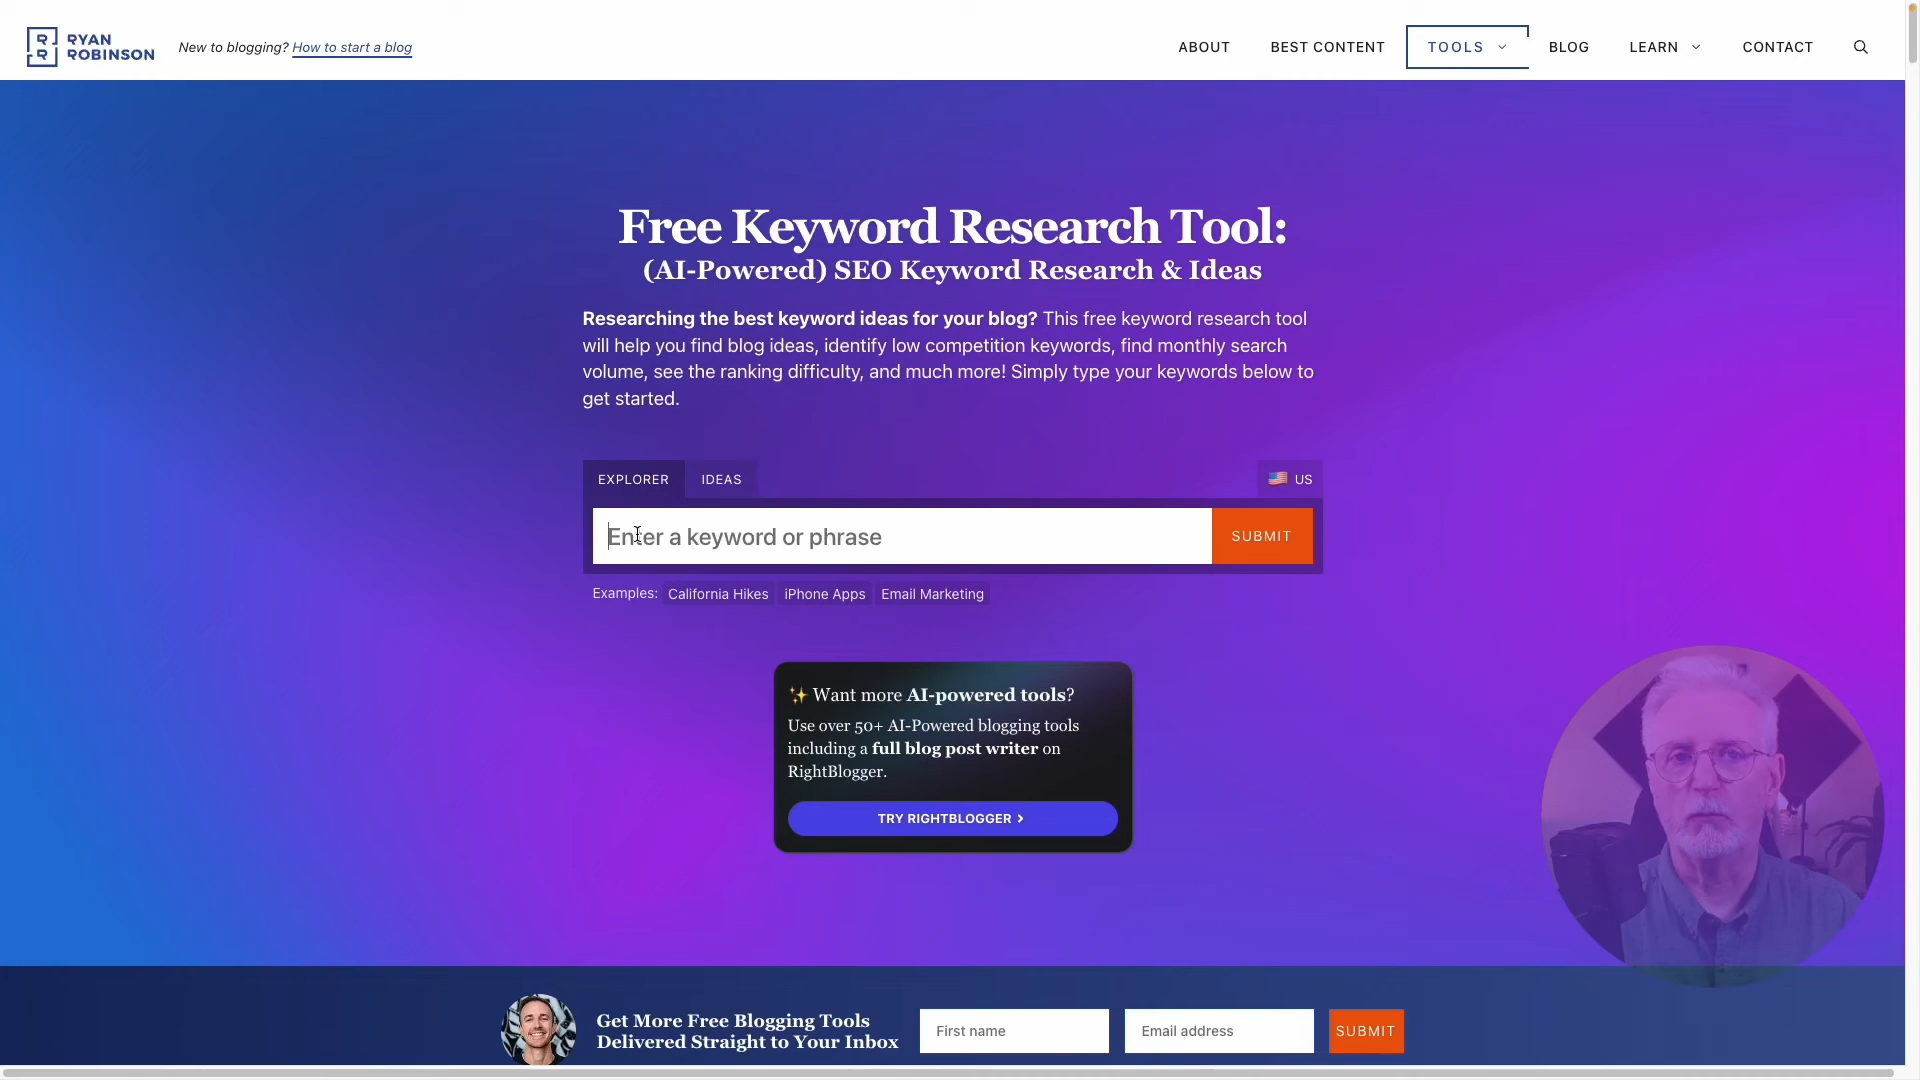 RYAN
ROBINSON
New to blogging? How to start a blog
ABOUT
BEST CONTENT
TOOLS
BLOG
LEARN
CONTACT
Free Keyword Research Tool:
(AI-Powered) SEO Keyword Research & Ideas
Researching the best keyword ideas for your blog? This free keyword research tool
will help you find blog ideas, identify low competition keywords, find monthly search
volume, see the ranking difficulty, and much more! Simply type your keywords below to
get started.
EXPLORER
IDEAS
US
Enter a keyword or phrase
SUBMIT
Examples: California Hikes iPhone Apps Email Marketing
✨ Want more AI-powered tools?
Use over 50+ AI-Powered blogging tools
including a full blog post writer on
RightBlogger.
TRY RIGHTBLOGGER
Get More Free Blogging Tools
Delivered Straight to Your Inbox
First name
Email address
SUBMIT